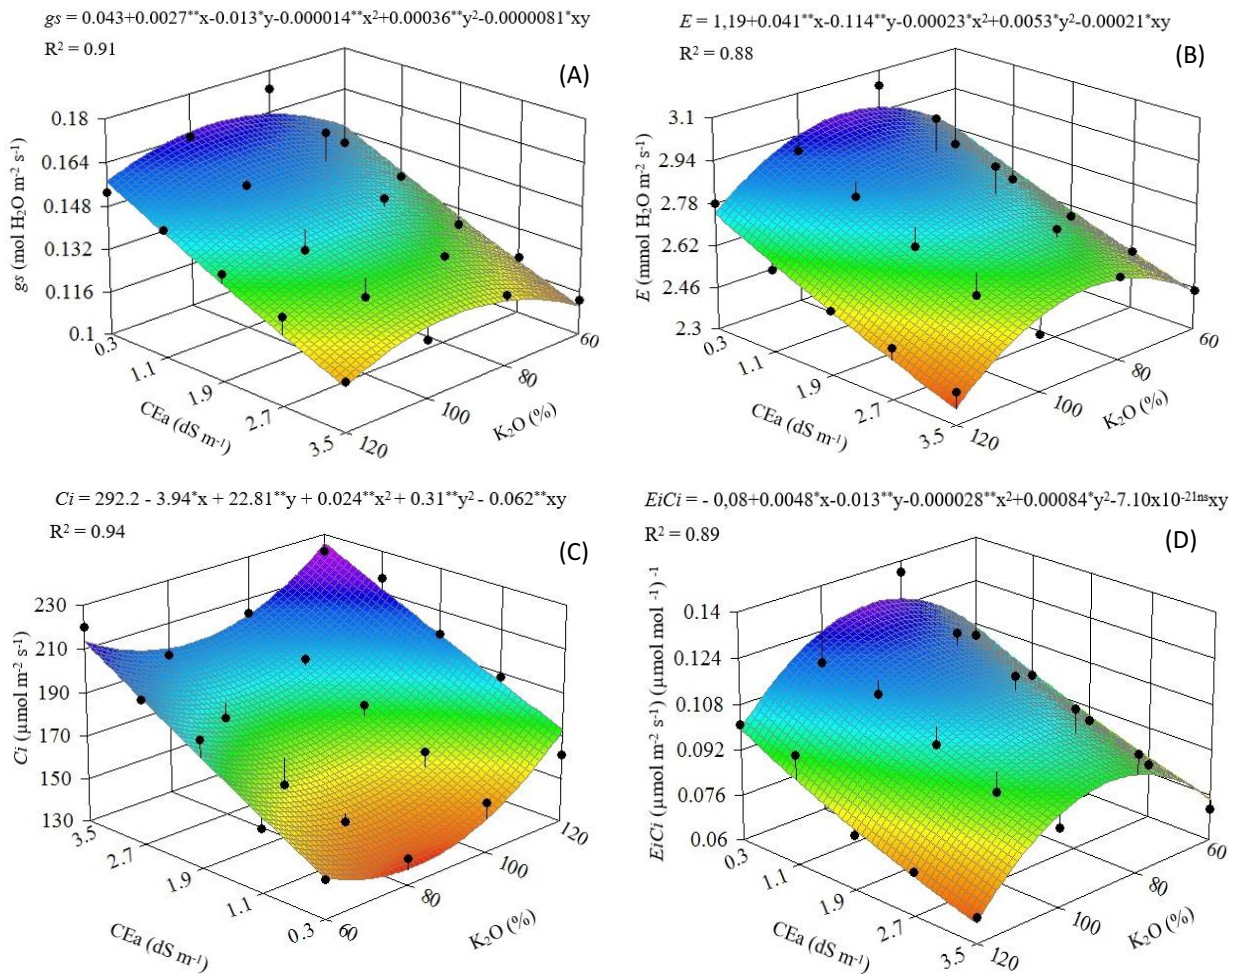 gs = 0.043+0.0027**x-0.013*y-0.000014**x²+0.00036**y²-0.0000081*xy
R² = 0.91
(A)
gs (mol H₂O m⁻² s⁻¹)
0.18
0.164
0.148
0.132
0.116
0.1
0.3
1.1
1.9
2.7
3.5
CEa (dS m⁻¹)
120
100
80
60
K₂O (%)
E = 1,19+0.041**x-0.114**y-0.00023*x²+0.0053*y²-0.00021*xy
R² = 0.88
(B)
E (mmol H₂O m⁻² s⁻¹)
3.1
2.94
2.78
2.62
2.46
2.3
0.3
1.1
1.9
2.7
3.5
CEa (dS m⁻¹)
120
100
80
60
K₂O (%)
Ci = 292.2 - 3.94*x + 22.81**y + 0.024**x² + 0.31**y² - 0.062**xy
R² = 0.94
(C)
Ci (µmol m⁻² s⁻¹)
230
210
190
170
150
130
3.5
2.7
1.9
1.1
0.3
CEa (dS m⁻¹)
60
80
100
120
K₂O (%)
EiCi = - 0,08+0.0048*x-0.013**y-0.000028**x²+0.00084*y²-7.10x10⁻²¹ⁿˢxy
R² = 0.89
(D)
EiCi (µmol m⁻² s⁻¹) (µmol mol⁻¹)⁻¹
0.14
0.124
0.108
0.092
0.076
0.06
0.3
1.1
1.9
2.7
3.5
CEa (dS m⁻¹)
120
100
80
60
K₂O (%)